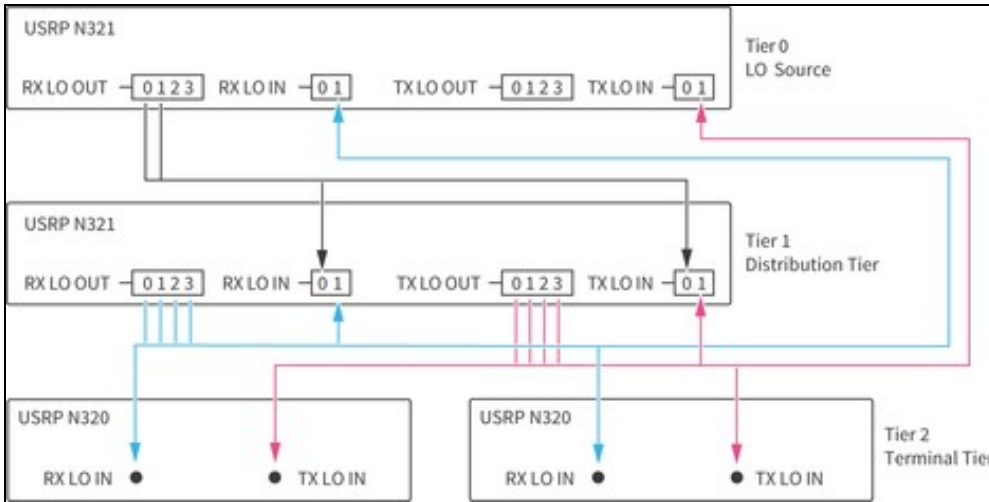 USRP N321
Tier 0
LO Source
RX LO OUT 0 1 2 3 RX LO IN 0 1 TX LO OUT 0 1 2 3 TX LO IN 0 1
USRP N321
Tier 1
Distribution Tier
RX LO OUT 0 1 2 3 RX LO IN 0 1 TX LO OUT 0 1 2 3 TX LO IN 0 1
USRP N320
USRP N320
Tier 2
Terminal Tier
RX LO IN TX LO IN RX LO IN TX LO IN